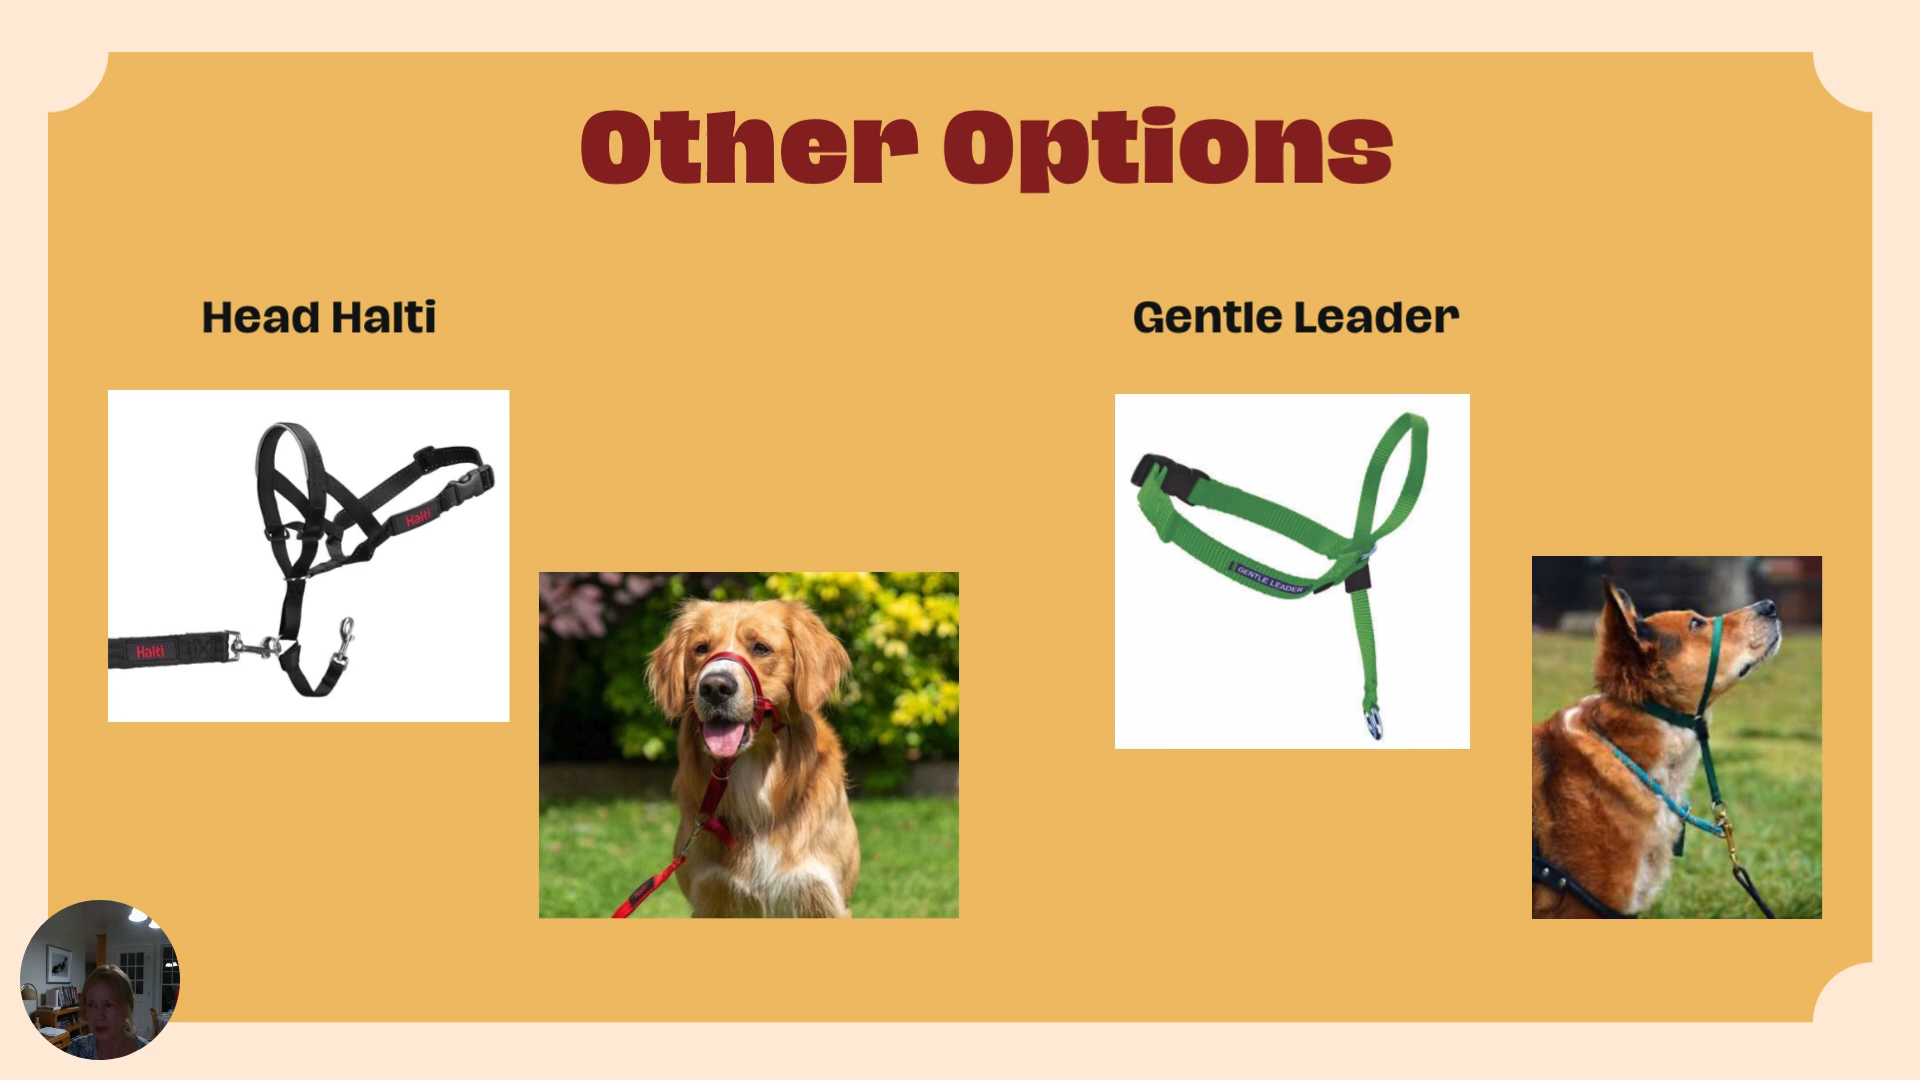 Other Options
Head Halti
Gentle Leader
Halti
Halti
GENTLE LEADER